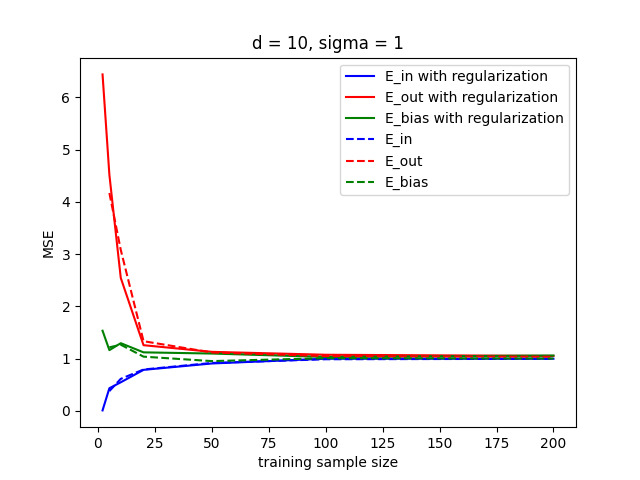 d = 10, sigma = 1
E_in with regularization
E_out with regularization
E_bias with regularization
E_in
E_out
E_bias
MSE
6
5
4
3
2
1
0
0 25 50 75 100 125 150 175 200
training sample size